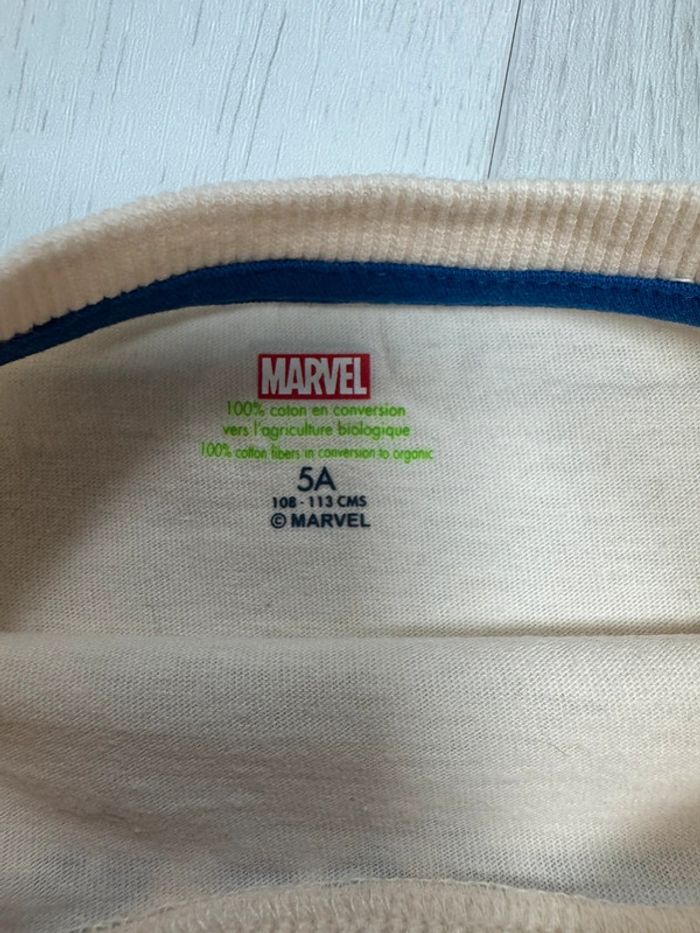 MARVEL
100% coton en conversion
vers l'agriculture biologique
100% cotton fibers in conversion to organic
5A
108 - 113 CMS
© MARVEL